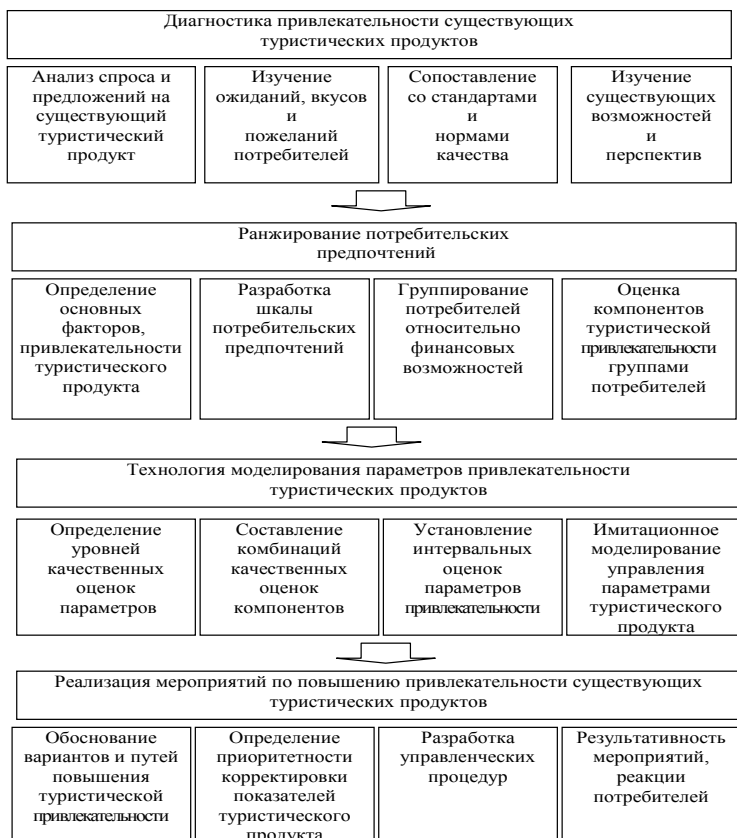 Диагностика привлекательности существующих
туристических продуктов
Анализ спроса и
предложений на
существующий
туристический
продукт
Изучение
ожиданий, вкусов
и
пожеланий
потребителей
Сопоставление
со стандартами
и
нормами
качества
Изучение
существующих
возможностей
и
перспектив
Ранжирование потребительских
предпочтений
Определение
основных
факторов,
привлекательности
туристического
продукта
Разработка
шкалы
потребительских
предпочтений
Группирование
потребителей
относительно
финансовых
возможностей
Оценка
компонентов
туристической
привлекательности
группами
потребителей
Технология моделирования параметров привлекательности
туристических продуктов
Определение
уровней
качественных
оценок
параметров
Составление
комбинаций
качественных
оценок
компонентов
Установление
интервальных
оценок
параметров
привлекательности
Имитационное
моделирование
управления
параметрами
туристического
продукта
Реализация мероприятий по повышению привлекательности существующих
туристических продуктов
Обоснование
вариантов и путей
повышения
туристической
привлекательности
Определение
приоритетности
корректировки
показателей
туристического
продукта
Разработка
управленческих
процедур
Результативность
мероприятий,
реакции
потребителей